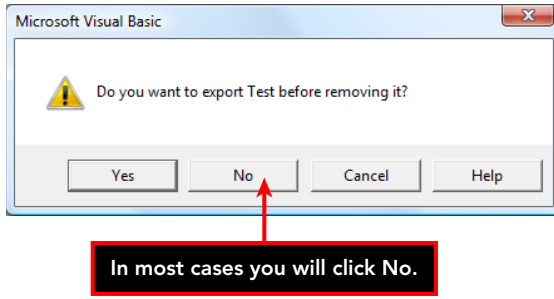 Microsoft Visual Basic
Do you want to export Test before removing it?
Yes No Cancel Help
In most cases you will click No.